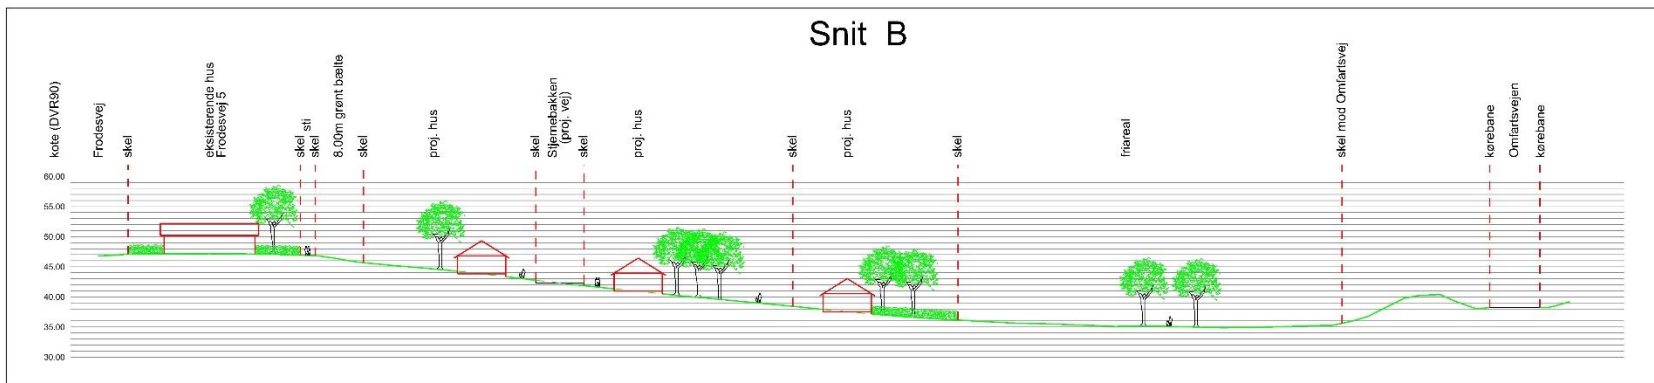 Snit B
kote (DVR90)
Frodesvej
skel
eksisterende hus
Frodesvej 5
skel
sti
skel
8.00m grønt bælte
skel
proj. hus
skel
Stjernebakken
(proj. vej)
skel
proj. hus
skel
proj. hus
skel
friareal
skel mod Omfartsvej
kørebane
Omfartsvejen
kørebane
60.00
55.00
50.00
45.00
40.00
35.00
30.00